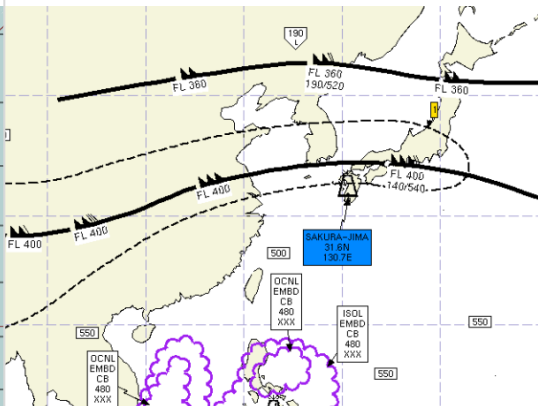 190
L
FL 360
FL 360
190/520
FL 360
FL 400
140/540
FL 400
FL 400
FL 400
SAKURA-JIMA
31.6N
130.7E
500
OCNL
EMBD
CB
480
XXX
ISOL
EMBD
CB
480
XXX
550
550
OCNL
EMBD
CB
480
XXX
550